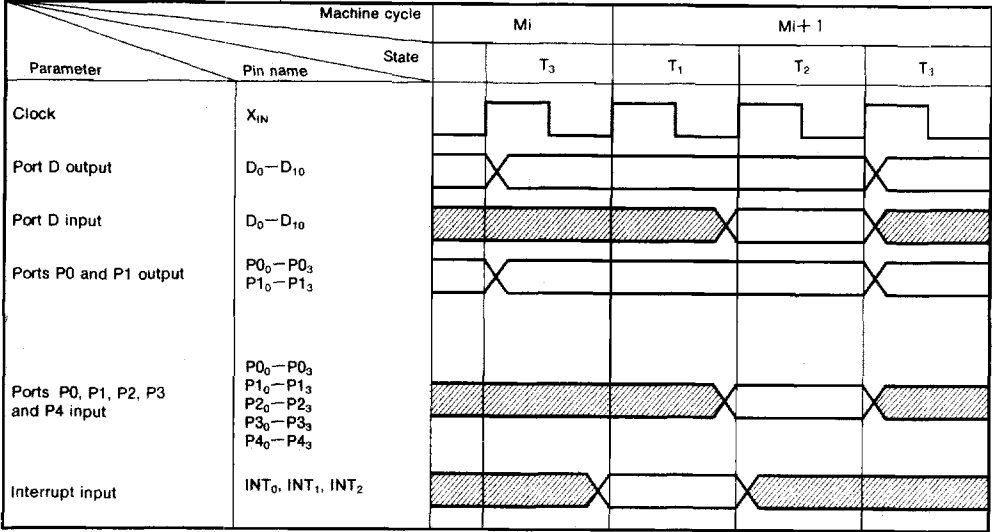 Machine cycle
Mi
Mi+1
State
Parameter
Pin name
T₃
T₁
T₂
T₃
Clock
X_IN
Port D output
D₀—D₁₀
Port D input
D₀—D₁₀
Ports P0 and P1 output
P0₀—P0₃
P1₀—P1₃
Ports P0, P1, P2, P3
and P4 input
P0₀—P0₃
P1₀—P1₃
P2₀—P2₃
P3₀—P3₃
P4₀—P4₃
Interrupt input
INT₀, INT₁, INT₂